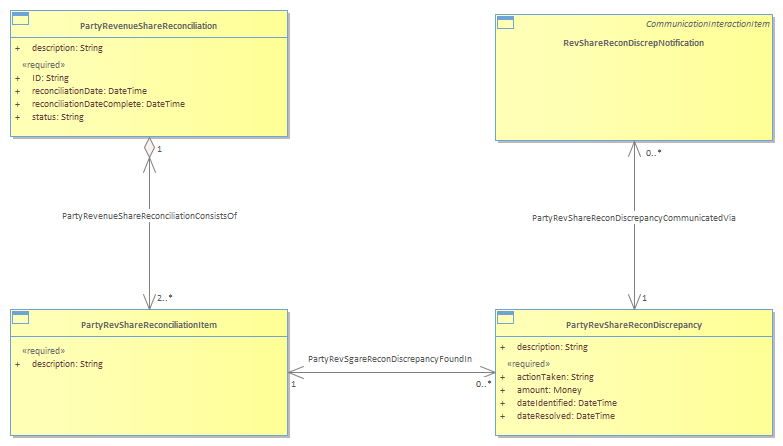 PartyRevenueShareReconciliation
+ description: String
«required»
+ ID: String
+ reconciliationDate: DateTime
+ reconciliationDateComplete: DateTime
+ status: String
CommunicationInteractionItem
RevShareReconDiscrepNotification
1
0..*
PartyRevenueShareReconciliationConsistsOf
PartyRevShareReconDiscrepancyCommunicatedVia
2..*
1
PartyRevShareReconciliationItem
«required»
+ description: String
PartyRevSgareReconDiscrepancyFoundIn
1
0..*
PartyRevShareReconDiscrepancy
+ description: String
«required»
+ actionTaken: String
+ amount: Money
+ dateIdentified: DateTime
+ dateResolved: DateTime